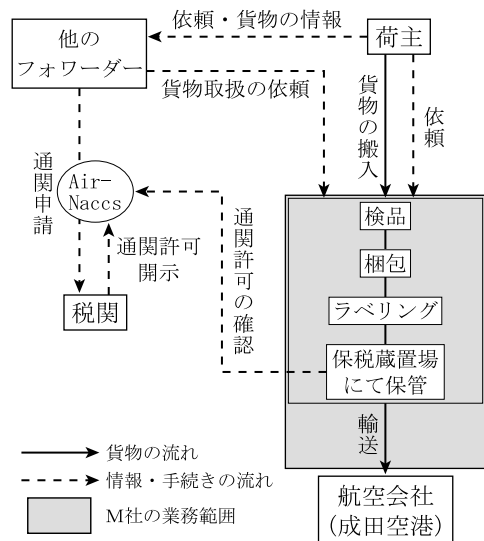 依頼・貨物の情報
他の
フォワーダー
荷主
貨物取扱の依頼
貨物の搬入
依頼
通関申請
Air-
Naccs
通関許可
開示
税関
通関許可の確認
検品
梱包
ラベリング
保税蔵置場
にて保管
輸送
航空会社
(成田空港)
貨物の流れ
情報・手続きの流れ
M社の業務範囲